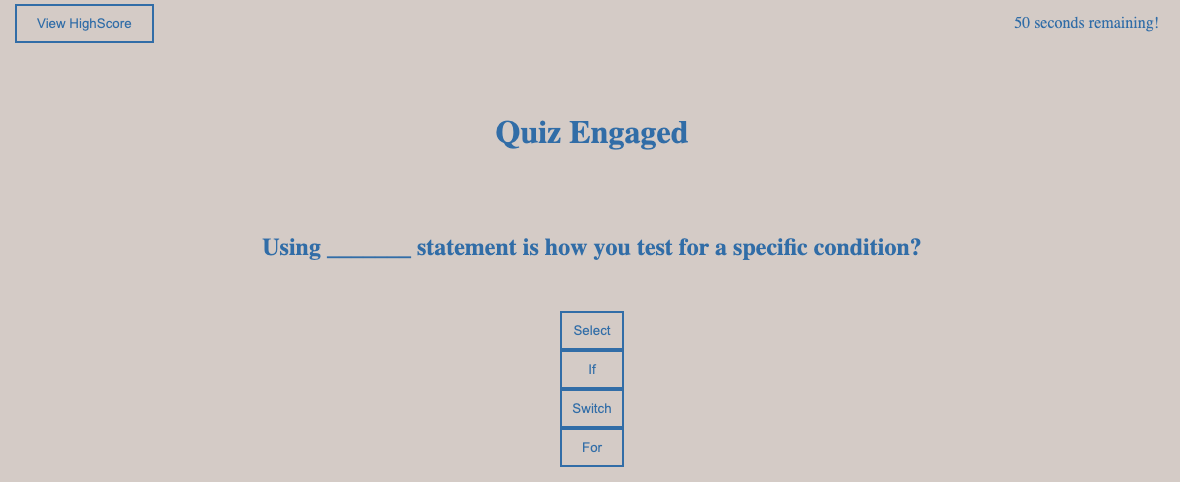 View HighScore
50 seconds remaining!
Quiz Engaged
Using _______ statement is how you test for a specific condition?
Select
If
Switch
For